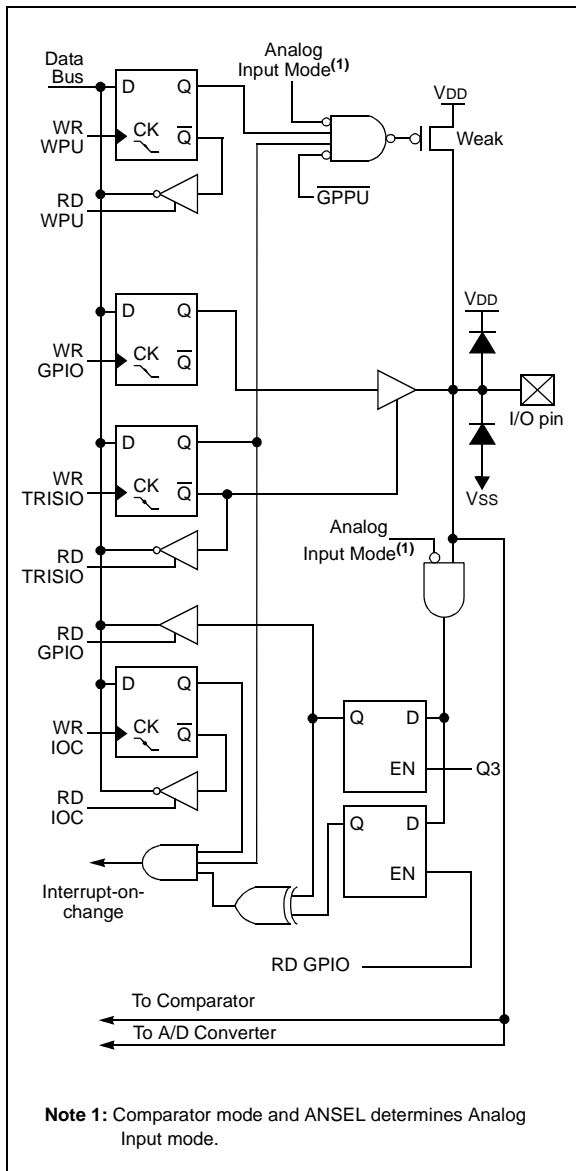 Data
Bus
D Q
WR
WPU
CK Q
RD
WPU
Analog
Input Mode(1)
VDD
Weak
GPPU
D Q
WR
GPIO
CK Q
VDD
I/O pin
VSS
D Q
WR
TRISIO
CK Q
RD
TRISIO
Analog
Input Mode(1)
RD
GPIO
D Q
WR
IOC
CK Q
RD
IOC
Q D
EN
Q3
Q D
EN
Interrupt-on-
change
RD GPIO
To Comparator
To A/D Converter
Note 1: Comparator mode and ANSEL determines Analog
Input mode.